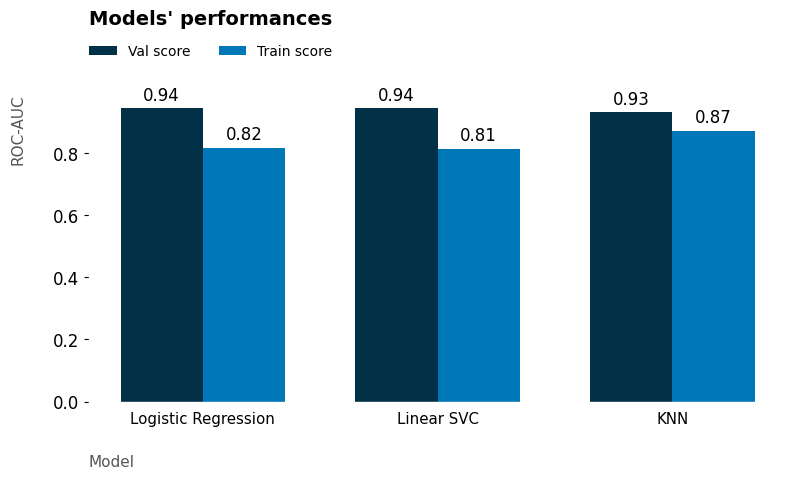 Models' performances
Val score Train score
ROC-AUC
0.94 0.82 0.94 0.81 0.93 0.87
0.8
0.6
0.4
0.2
0.0
Logistic Regression Linear SVC KNN
Model